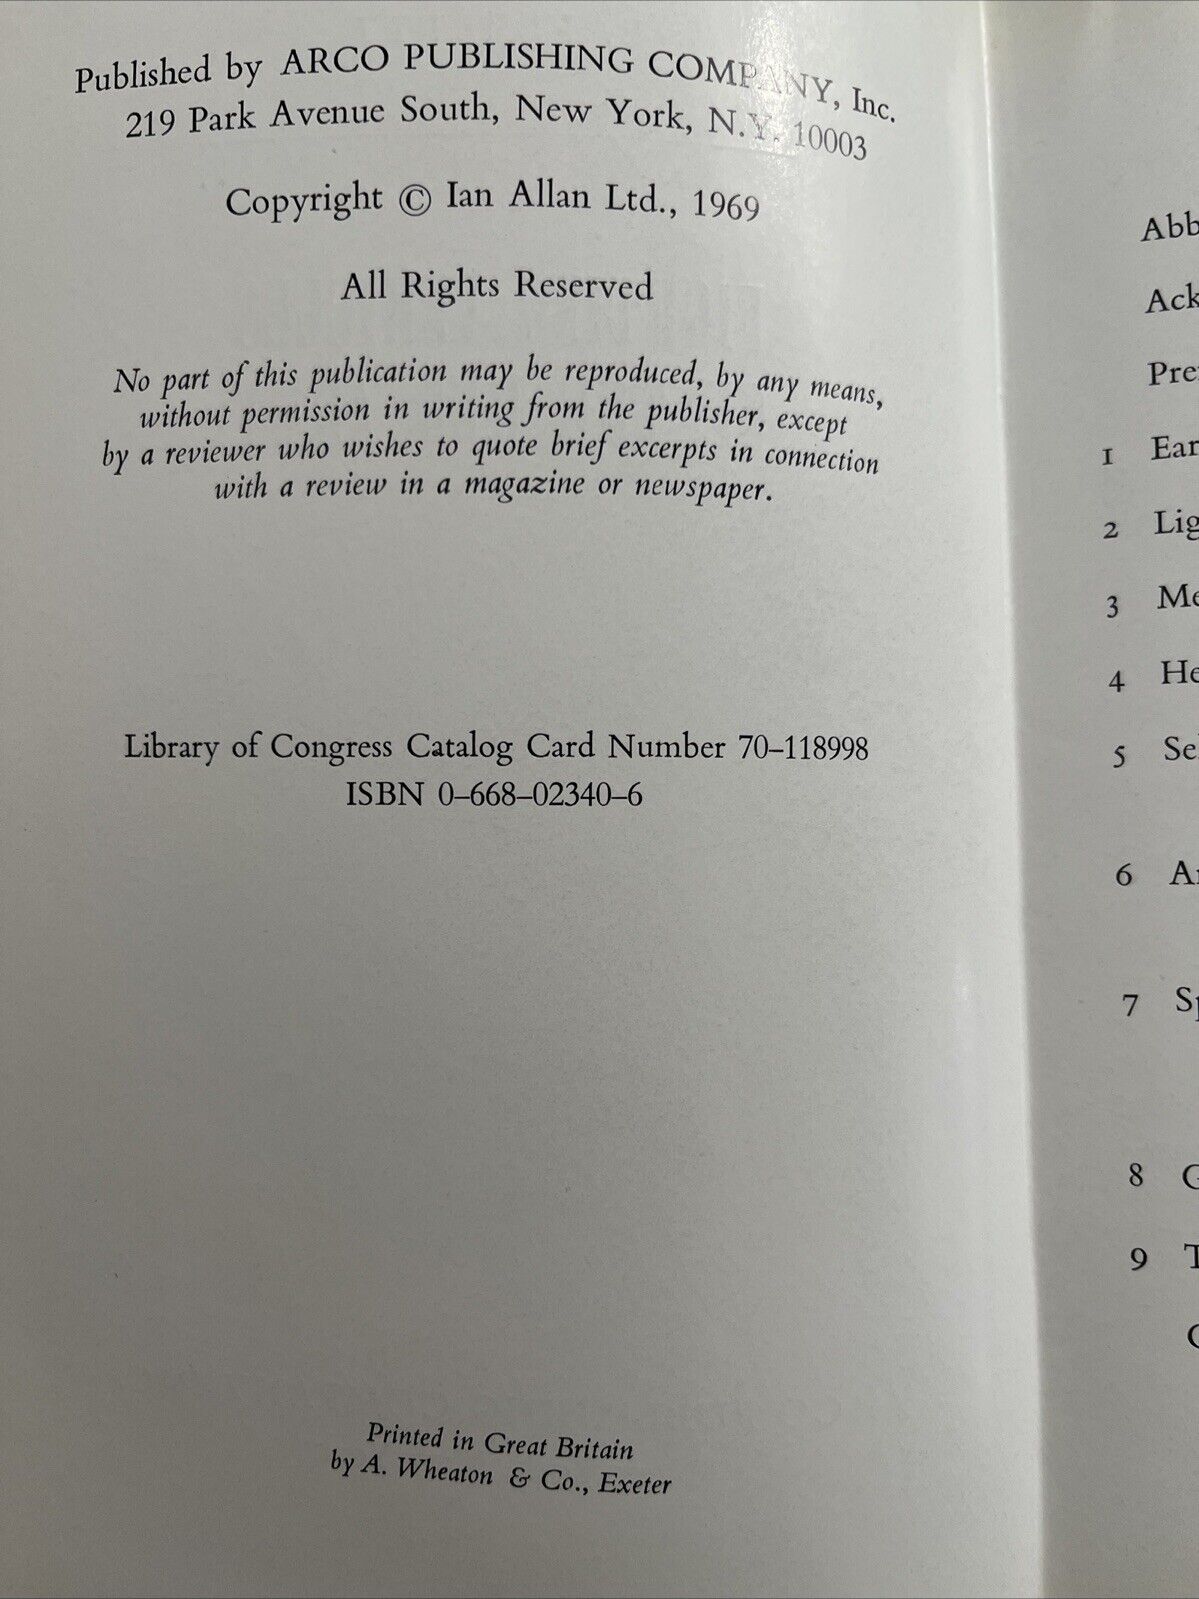 Published by ARCO PUBLISHING COMPANY, Inc.
219 Park Avenue South, New York, N.Y. 10003
Copyright © Ian Allan Ltd., 1969
All Rights Reserved
No part of this publication may be reproduced, by any means,
without permission in writing from the publisher, except
by a reviewer who wishes to quote brief excerpts in connection
with a review in a magazine or newspaper.
Library of Congress Catalog Card Number 70–118998
ISBN 0–668–02340–6
Printed in Great Britain
by A. Wheaton & Co., Exeter
Abb
Ack
Pre
1 Ear
2 Lig
3 Me
4 He
5 Se
6 A
7 Sp
8 G
9 T